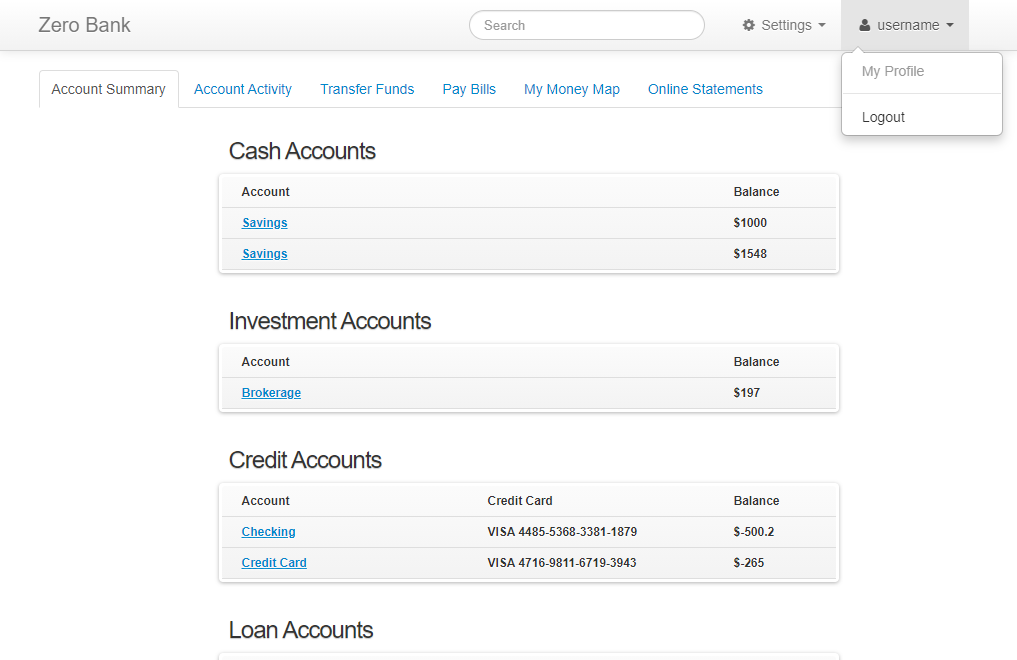 Zero Bank
Search
Settings
username
My Profile
Logout
Account Summary
Account Activity
Transfer Funds
Pay Bills
My Money Map
Online Statements
Cash Accounts
Account Balance
Savings $1000
Savings $1548
Investment Accounts
Account Balance
Brokerage $197
Credit Accounts
Account Credit Card Balance
Checking VISA 4485-5368-3381-1879 $-500.2
Credit Card VISA 4716-9811-6719-3943 $-265
Loan Accounts